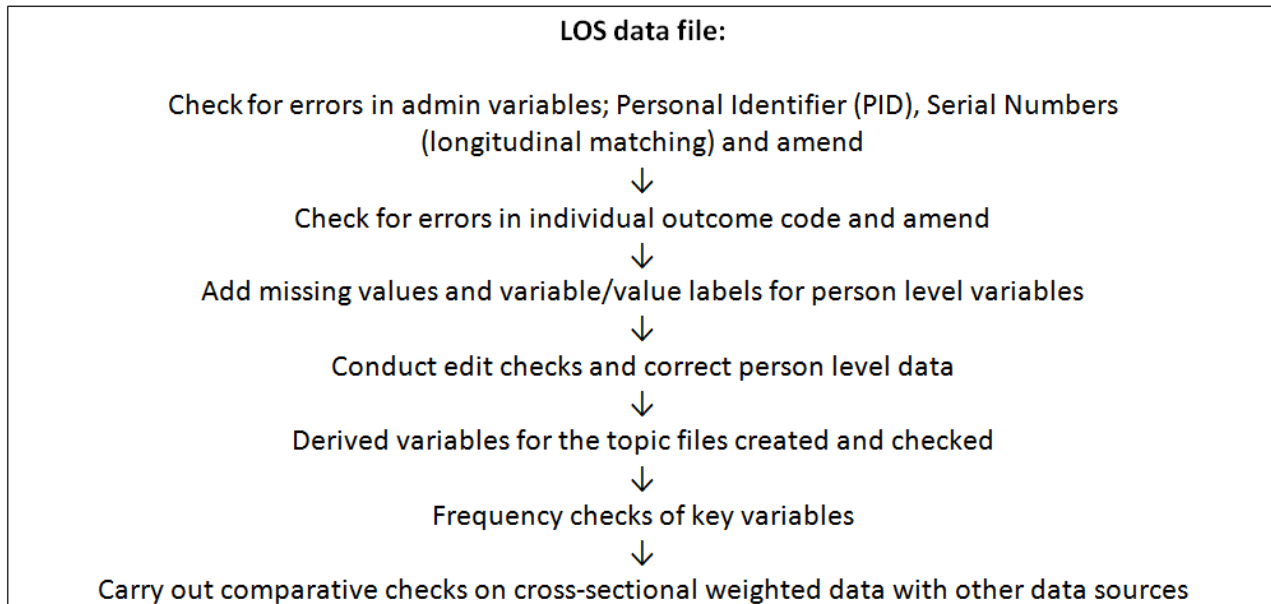 LOS data file:
Check for errors in admin variables; Personal Identifier (PID), Serial Numbers
(longitudinal matching) and amend
↓
Check for errors in individual outcome code and amend
↓
Add missing values and variable/value labels for person level variables
↓
Conduct edit checks and correct person level data
↓
Derived variables for the topic files created and checked
↓
Frequency checks of key variables
↓
Carry out comparative checks on cross-sectional weighted data with other data sources